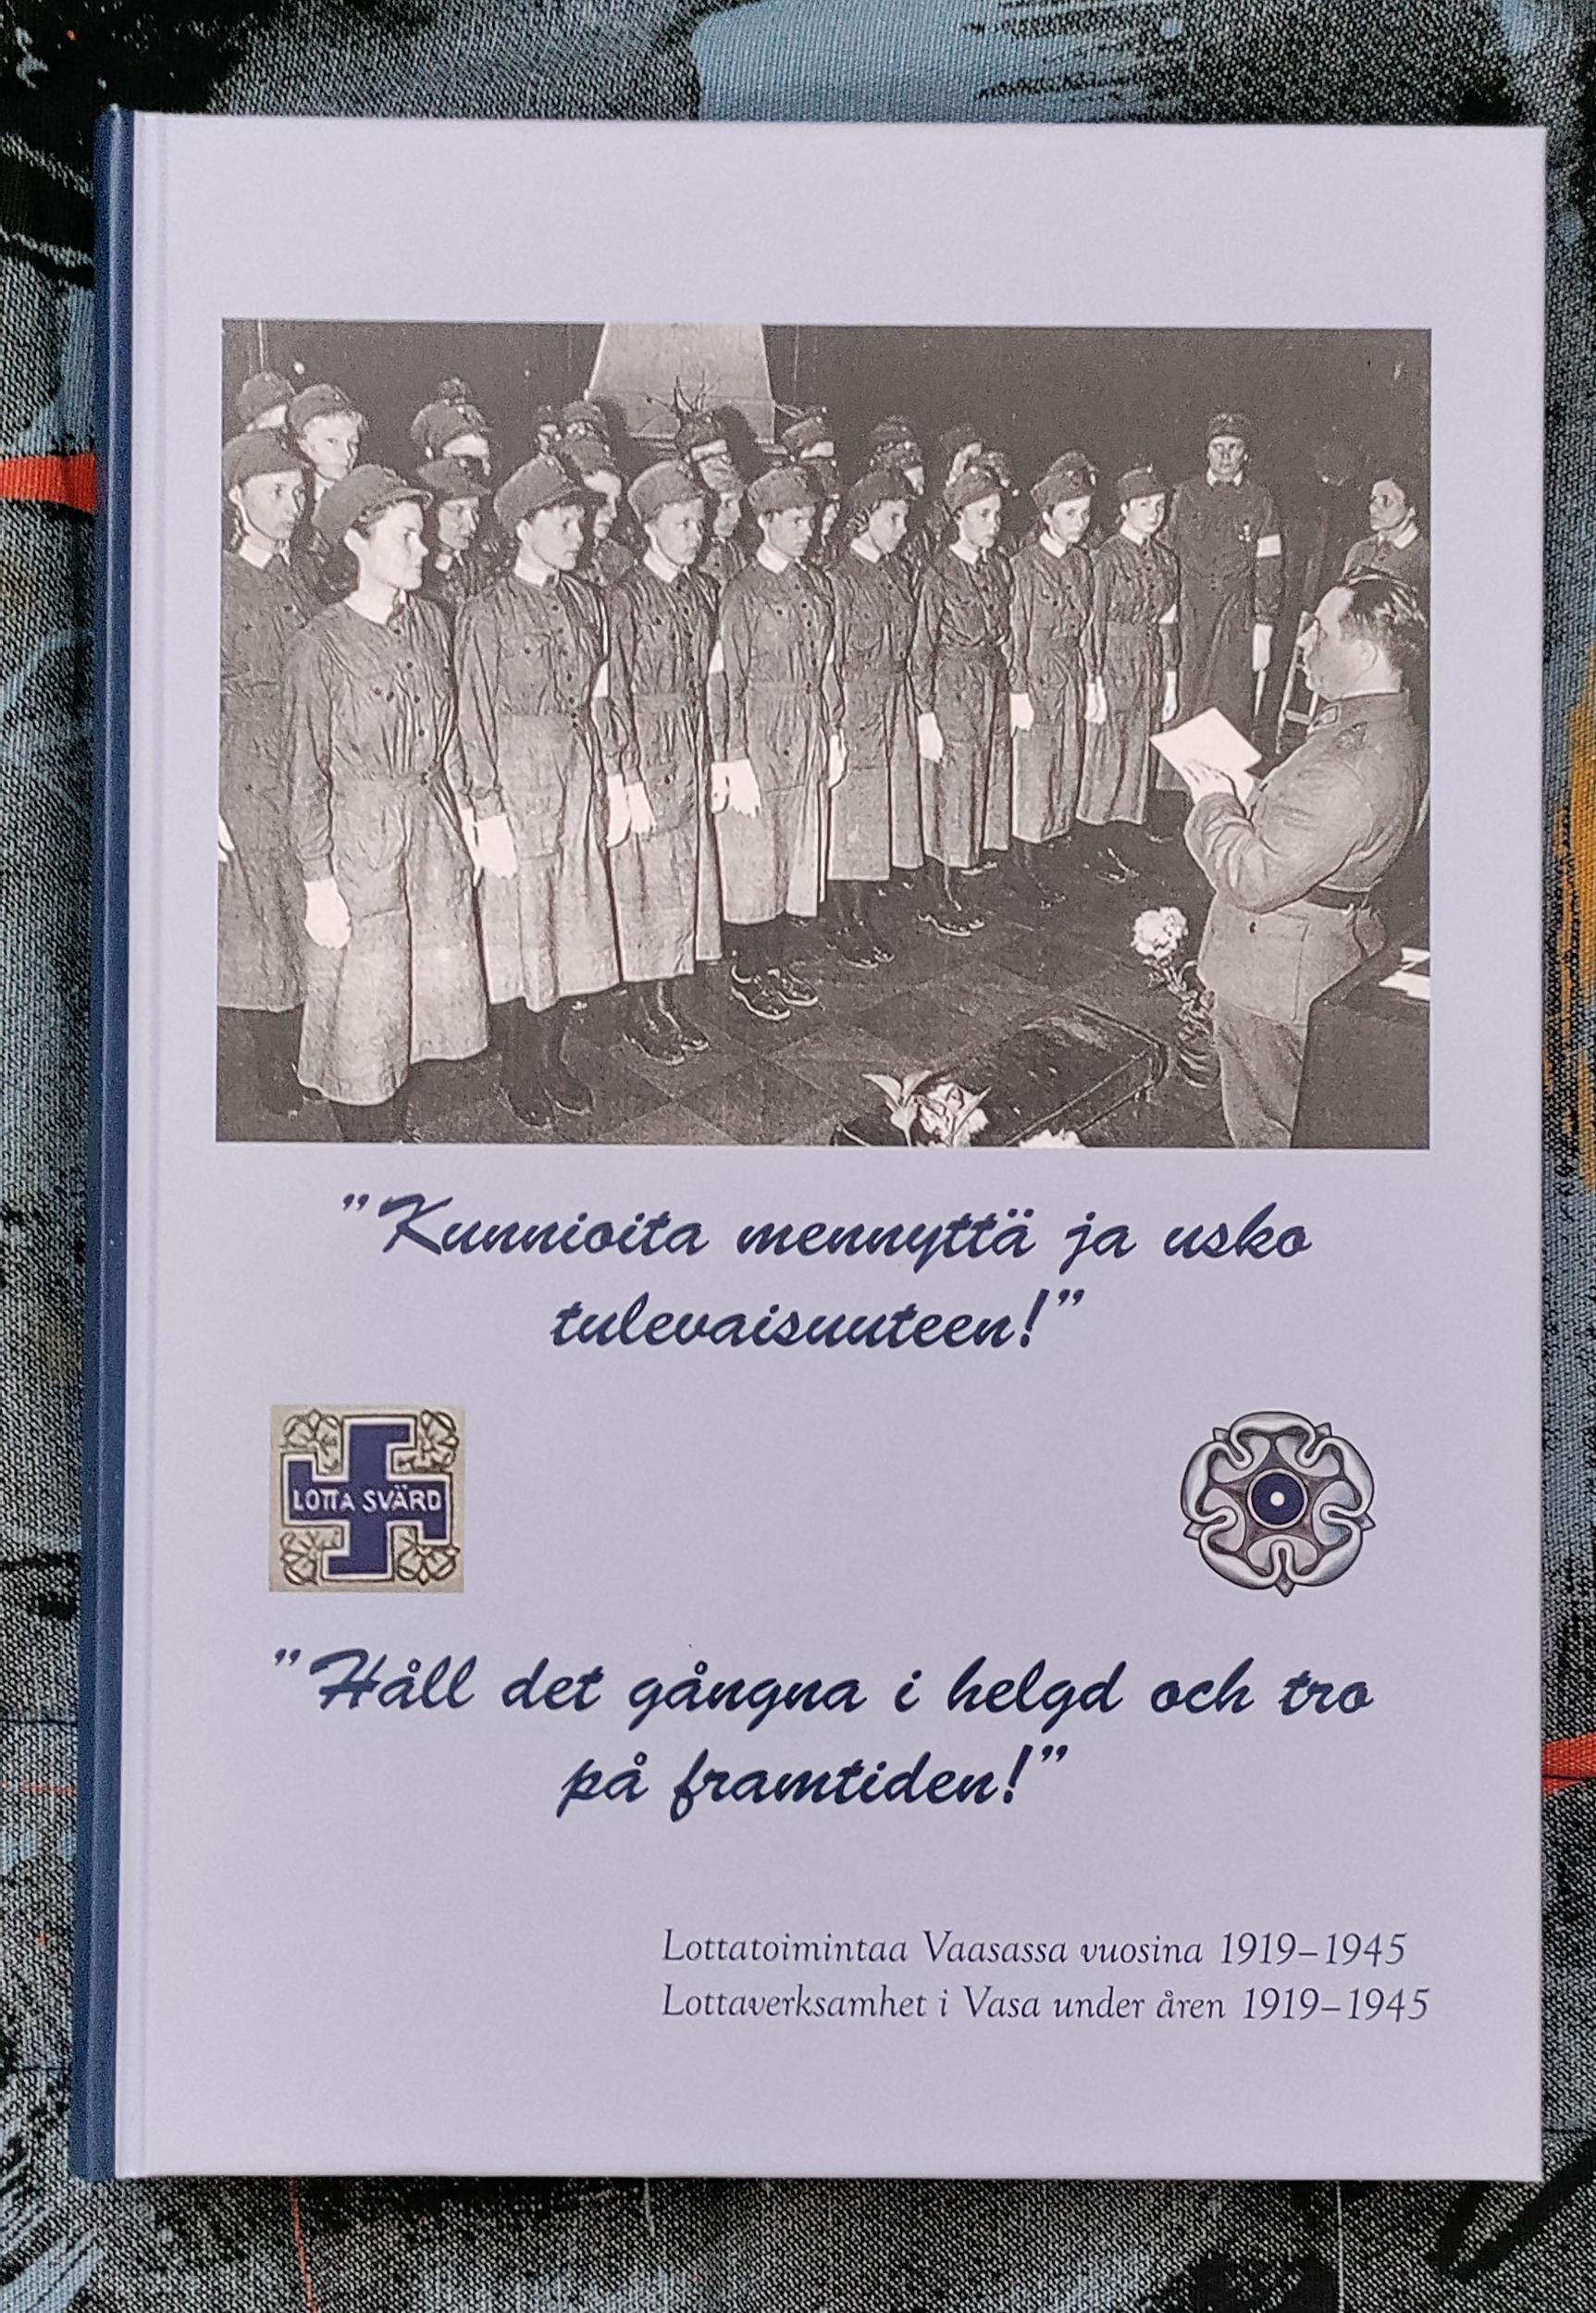 ”Kunnioita mennyttä ja usko
tulevaisuuteen!”
LOTTA SVÄRD
”Håll det gångna i helgd och tro
på framtiden!”
Lottatoimintaa Vaasassa vuosina 1919–1945
Lottaverksamhet i Vasa under åren 1919–1945